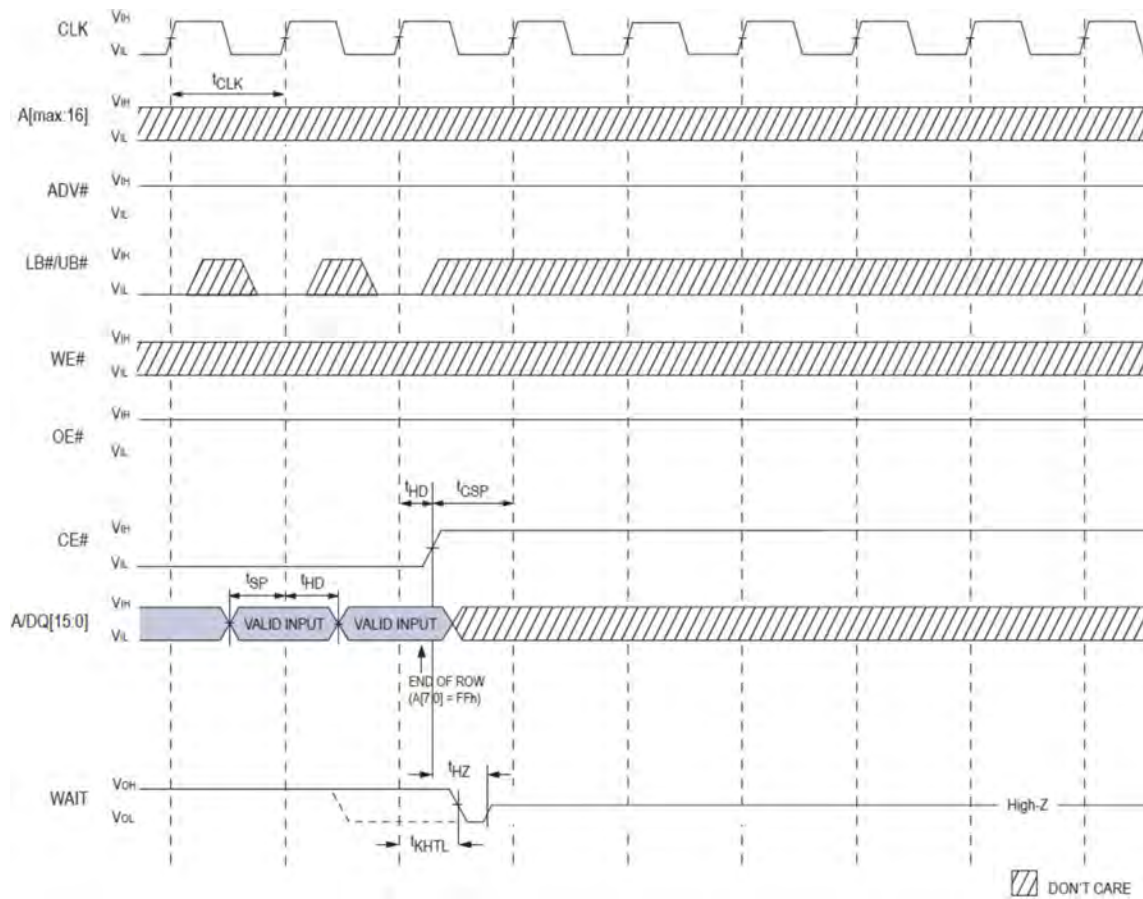 CLK VIH
VIL
tCLK
A[max:16] VIH
VIL
ADV# VIH
VIL
LB#/UB# VIH
VIL
WE# VIH
VIL
OE# VIH
VIL
tHD tCSP
CE# VIH
VIL
tSP tHD
A/DQ[15:0] VIH
VIL
VALID INPUT VALID INPUT
END OF ROW
(A[7:0] = FFh)
tHZ
WAIT VOH
VOL
High-Z
tKHTL
DON'T CARE